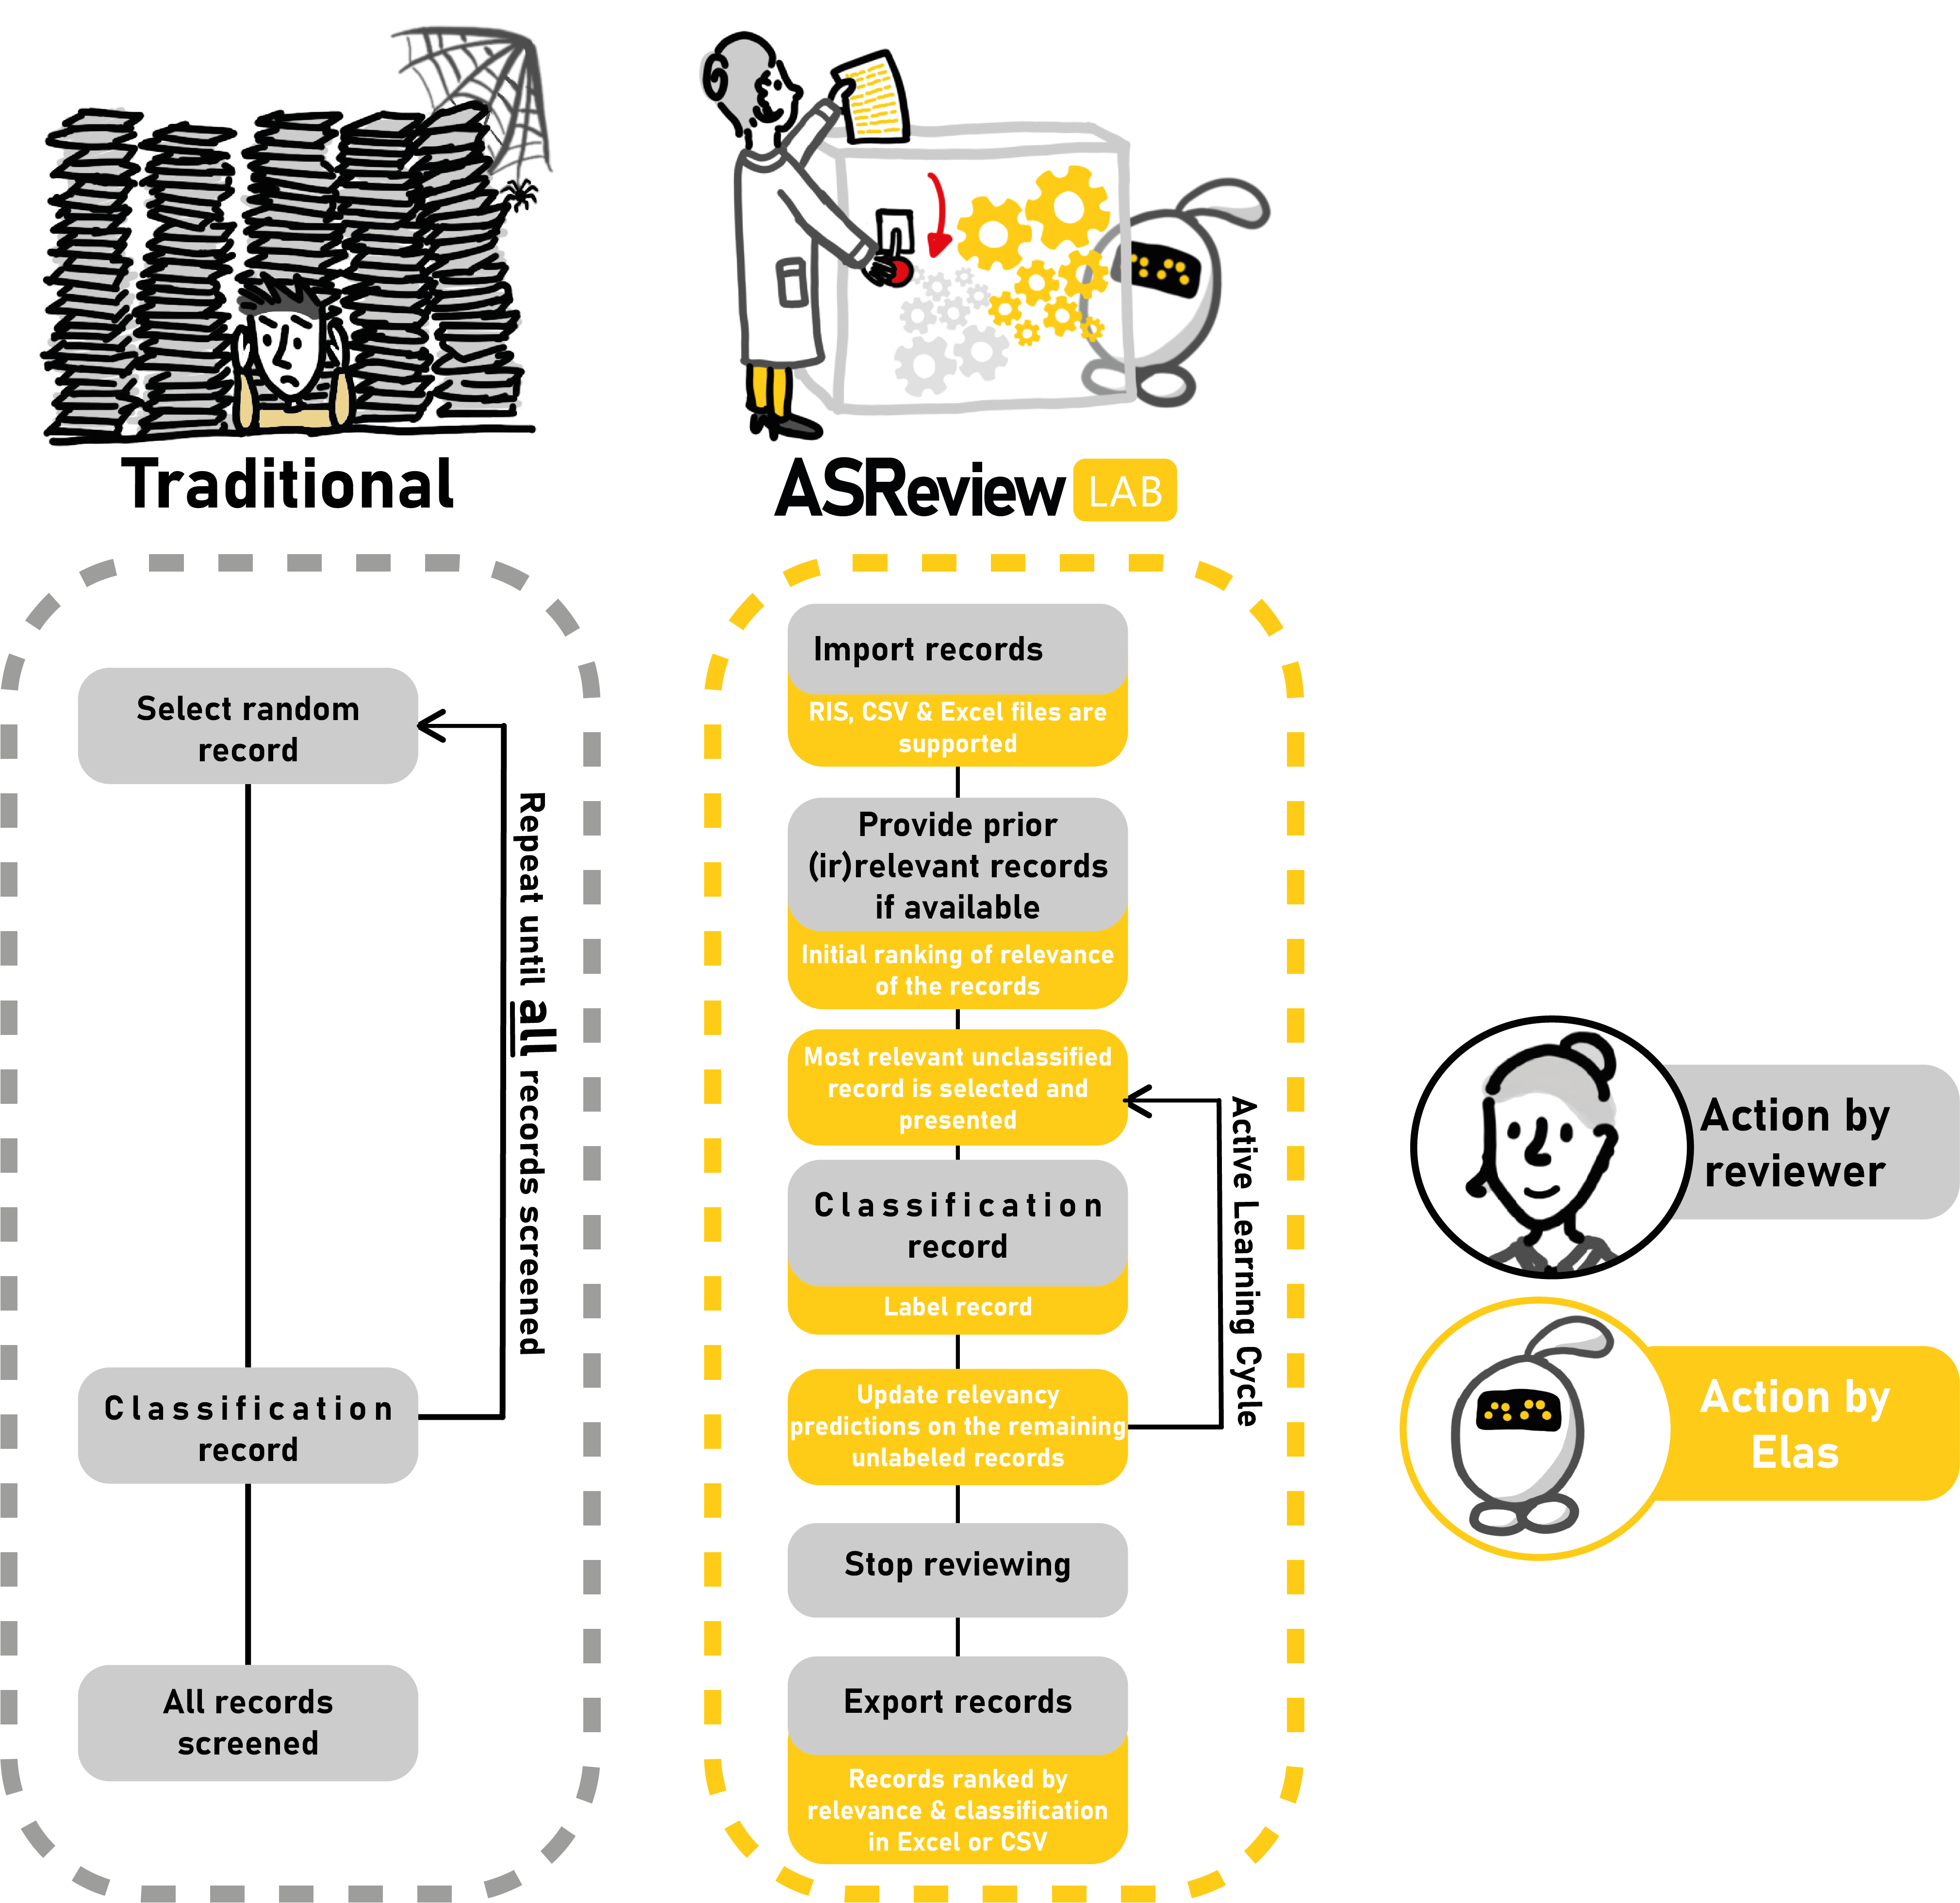 Traditional
Select random
record
Repeat until all records screened
Classification
record
All records
screened
ASReview LAB
Import records
RIS, CSV & Excel files are
supported
Provide prior
(ir)relevant records
if available
Initial ranking of relevance
of the records
Most relevant unclassified
record is selected and
presented
Classification
record
Label record
Update relevancy
predictions on the remaining
unlabeled records
Active Learning Cycle
Stop reviewing
Export records
Records ranked by
relevance & classification
in Excel or CSV
Action by
reviewer
Action by
Elas